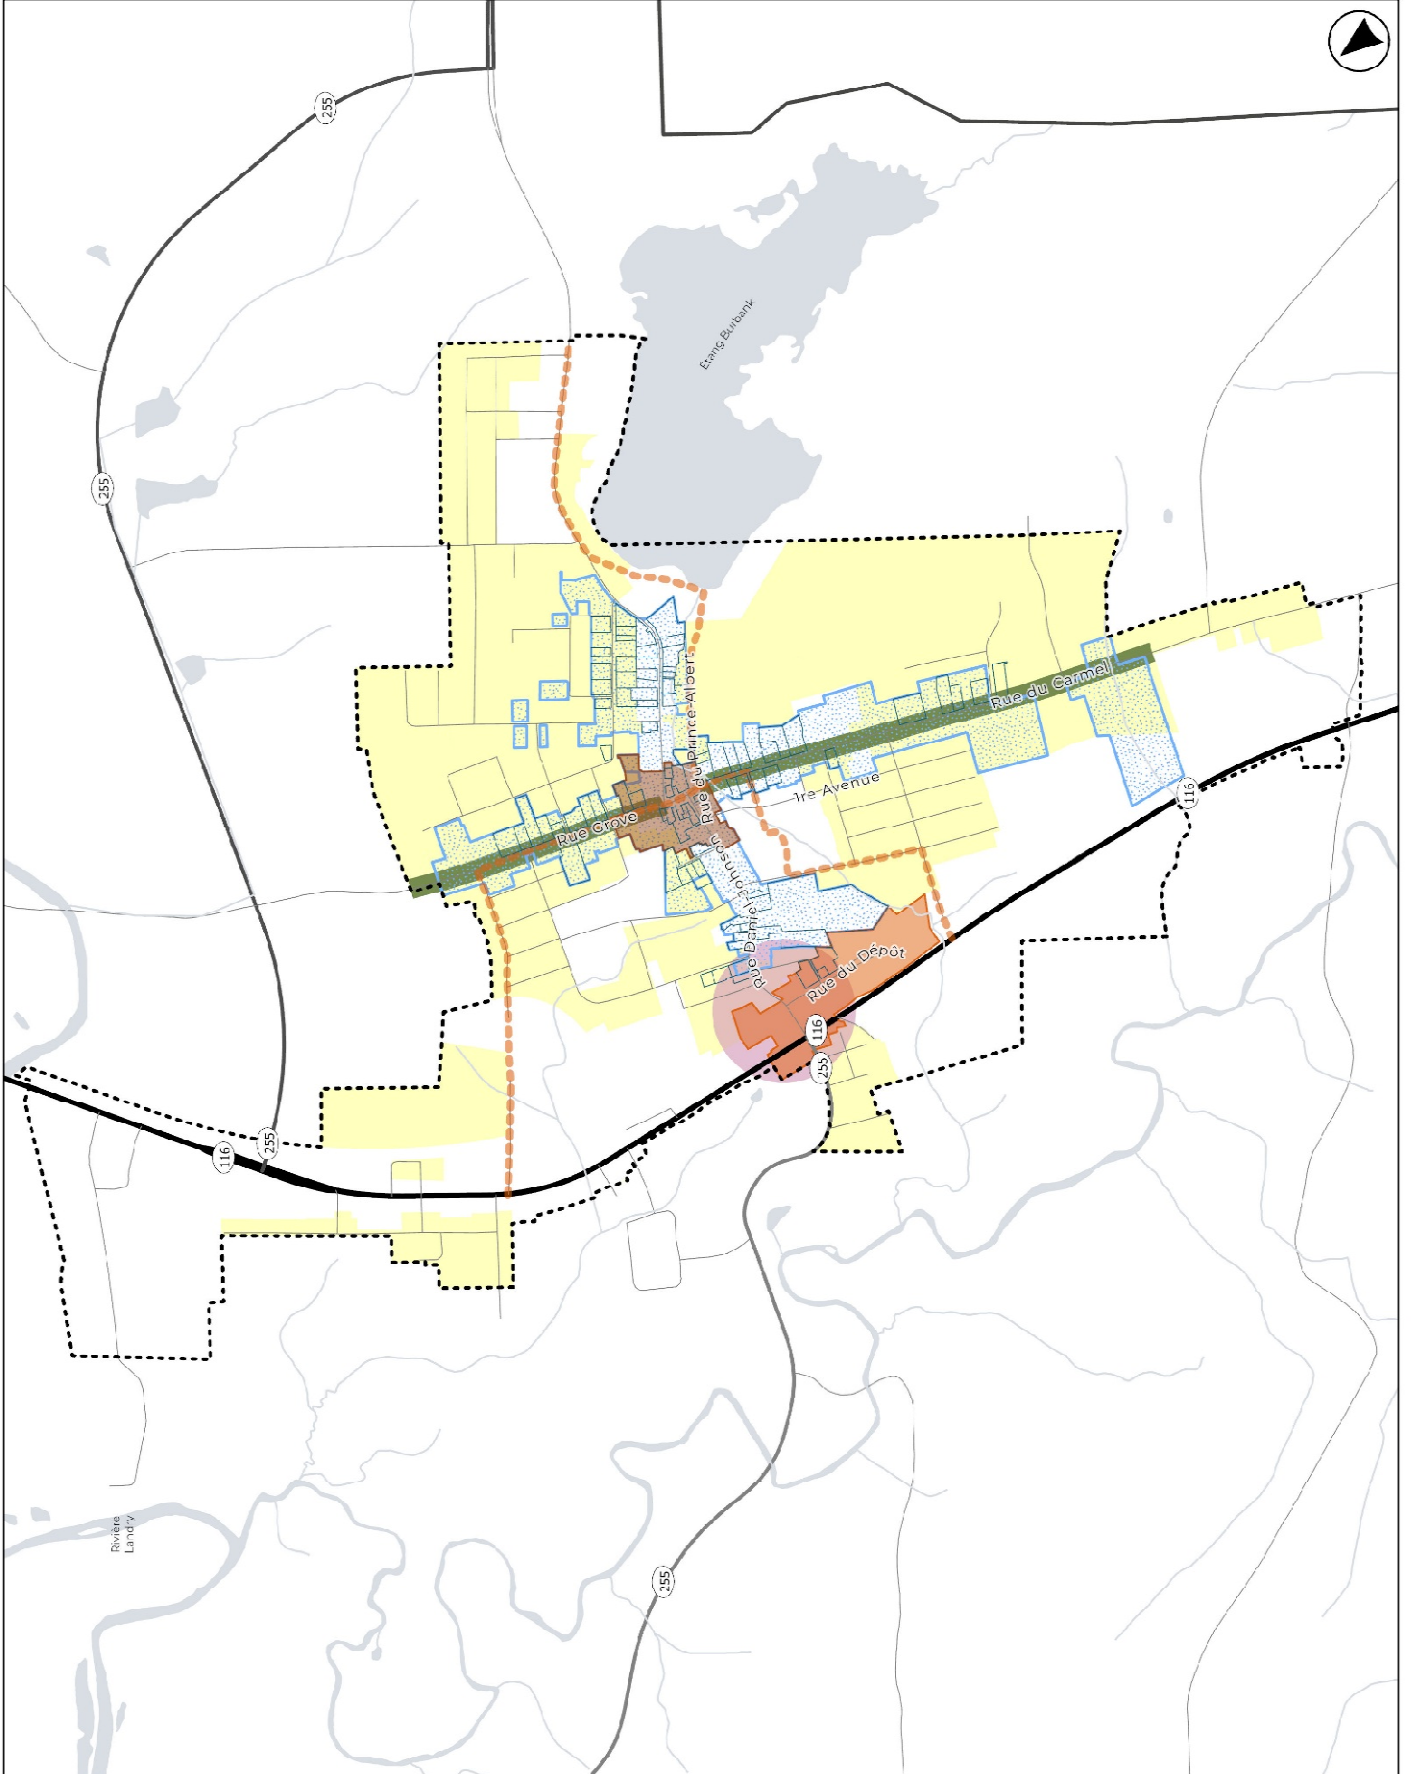 255
Étang Burbank
255
Rue du Prince-Albert
Rue du Carmel
1re Avenue
116
Rue Grove
Rue Daniel-Johnson
Rue du Dépôt
116
255
116
255
Rivière
Landry
255